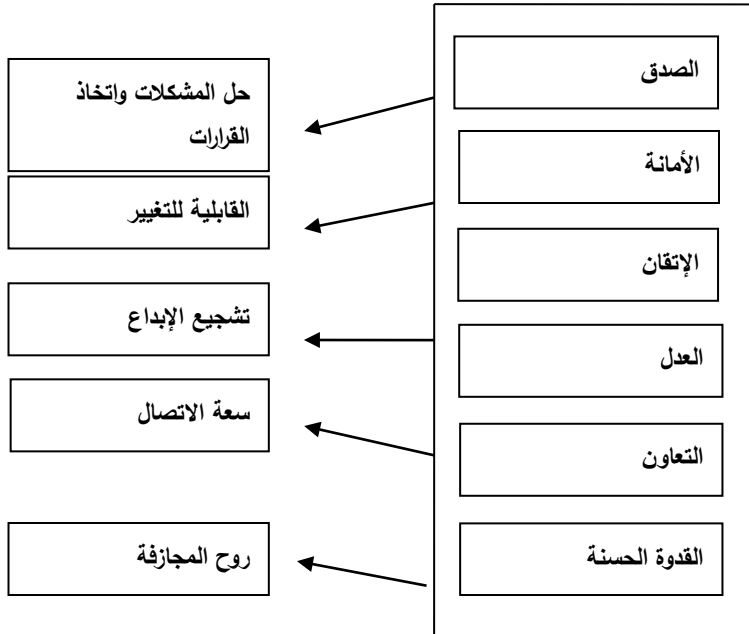 الصدق
الأمانة
الإتقان
العدل
التعاون
القدوة الحسنة
حل المشكلات واتخاذ
القرارات
القابلية للتغيير
تشجيع الإبداع
سعة الاتصال
روح المجازفة